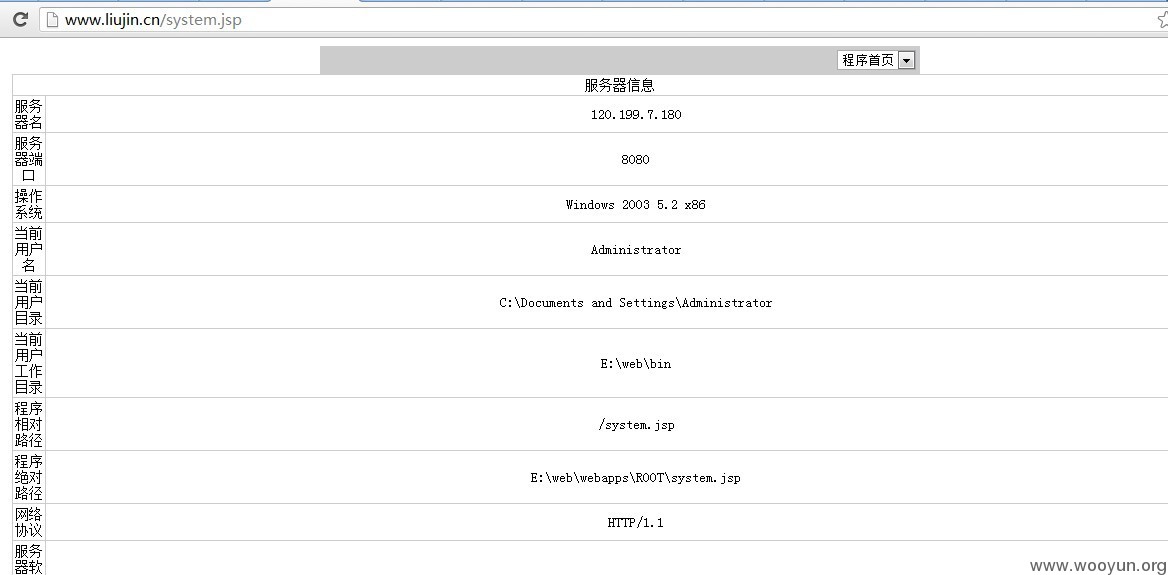 www.liujin.cn/system.jsp
程序首页
服务器信息
服务
器名
120.199.7.180
服务
器端
口
8080
操作
系统
Windows 2003 5.2 x86
当前
用户
名
Administrator
当前
用户
目录
C:\Documents and Settings\Administrator
当前
用户
工作
目录
E:\web\bin
程序
相对
路径
/system.jsp
程序
绝对
路径
E:\web\webapps\ROOT\system.jsp
网络
协议
HTTP/1.1
服务
器软
www.wooyun.org